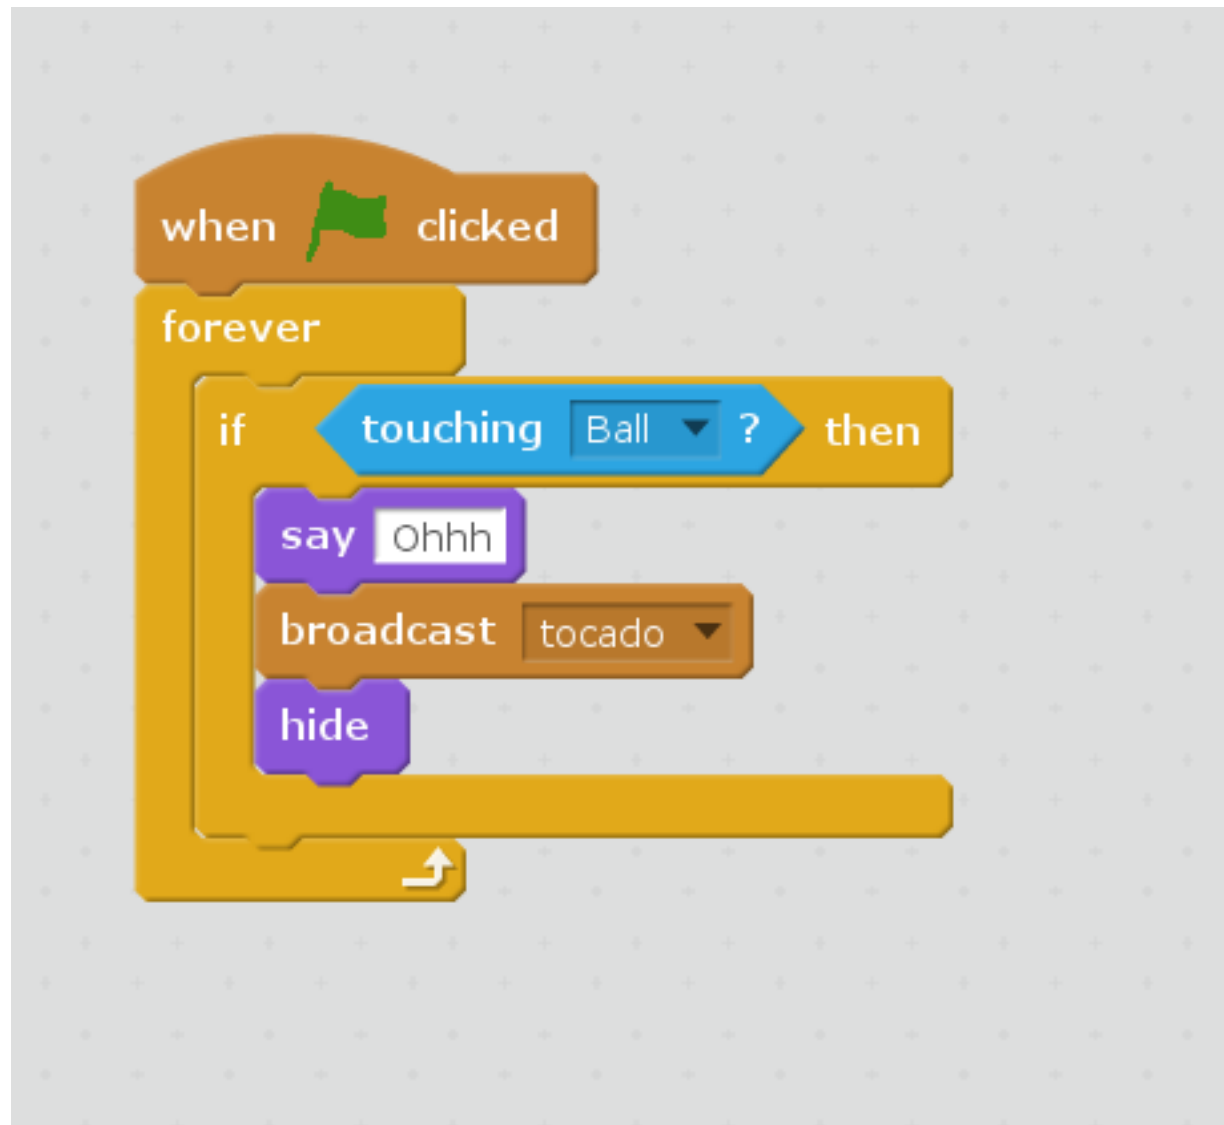 when clicked
forever
if touching Ball ? then
say Ohhh
broadcast tocado
hide